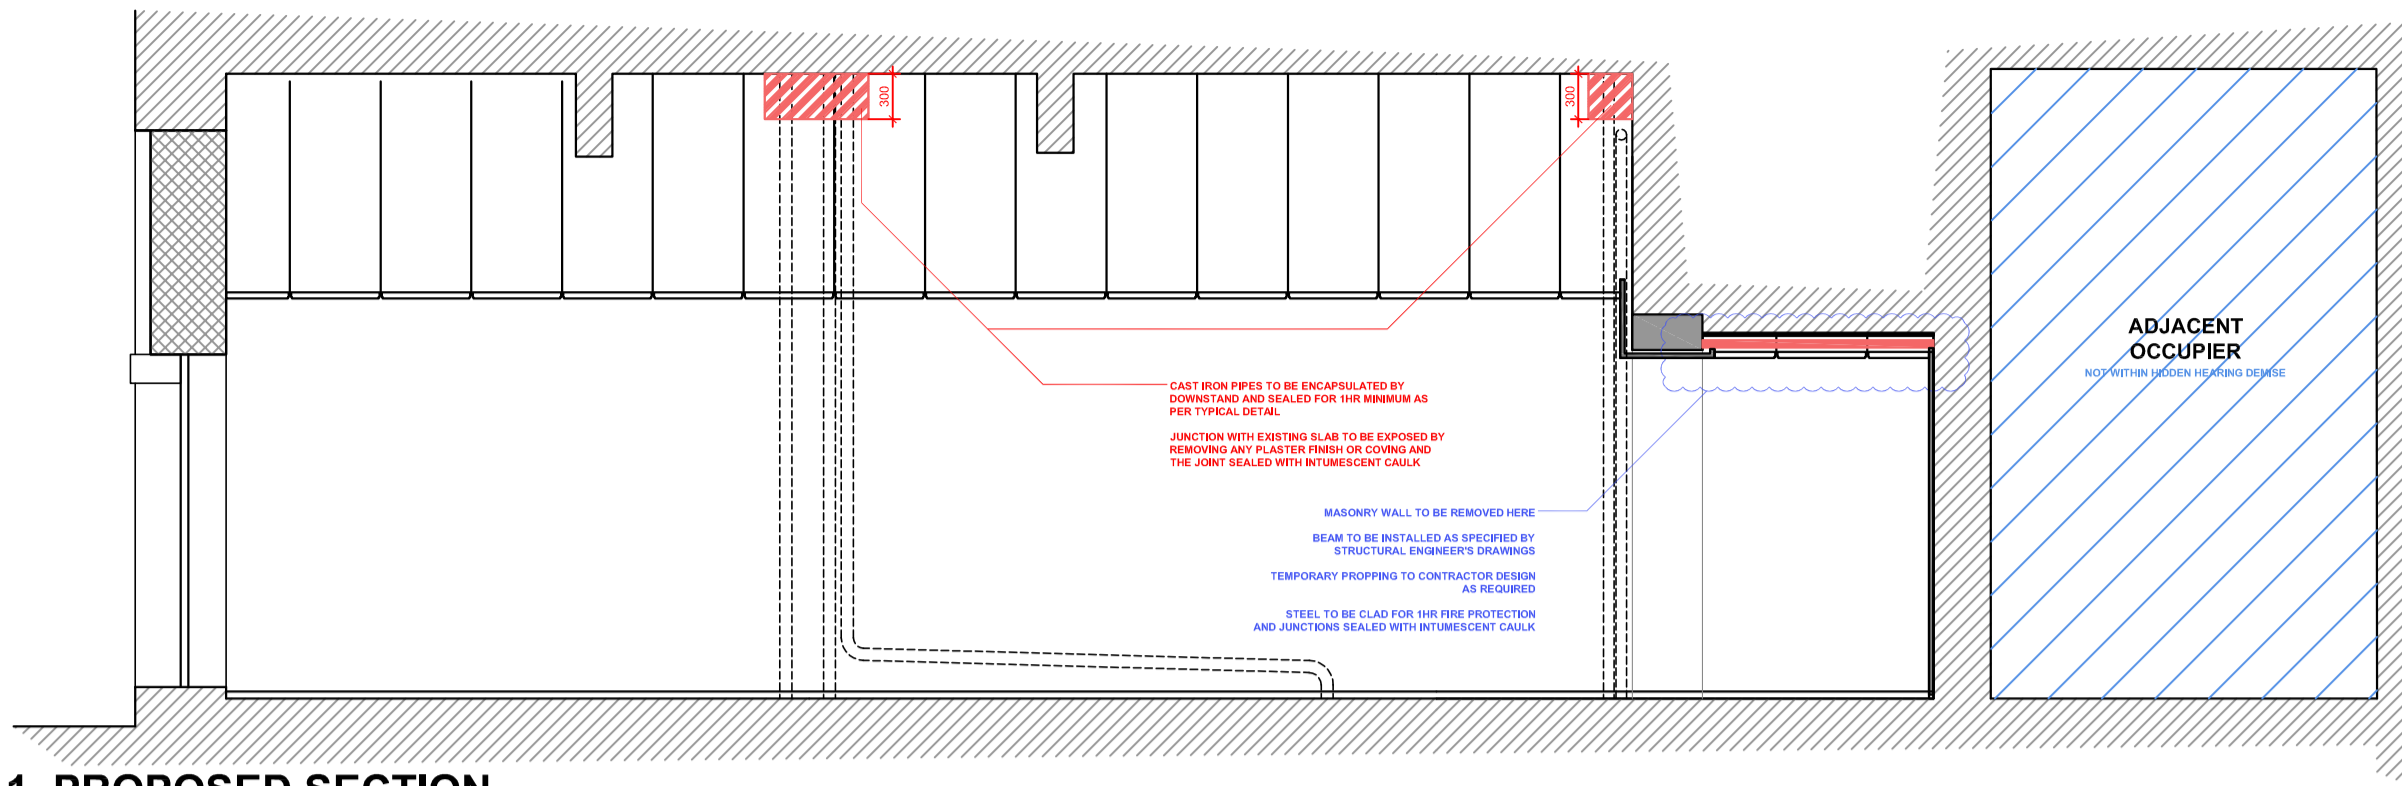 300
300
ADJACENT
OCCUPIER
NOT WITHIN HIDDEN HEARING DEMISE
CAST IRON PIPES TO BE ENCAPSULATED BY
DOWNSTAND AND SEALED FOR 1HR MINIMUM AS
PER TYPICAL DETAIL
JUNCTION WITH EXISTING SLAB TO BE EXPOSED BY
REMOVING ANY PLASTER FINISH OR COVING AND
THE JOINT SEALED WITH INTUMESCENT CAULK
MASONRY WALL TO BE REMOVED HERE
BEAM TO BE INSTALLED AS SPECIFIED BY
STRUCTURAL ENGINEER'S DRAWINGS
TEMPORARY PROPPING TO CONTRACTOR DESIGN
AS REQUIRED
STEEL TO BE CLAD FOR 1HR FIRE PROTECTION
AND JUNCTIONS SEALED WITH INTUMESCENT CAULK
1 PROPOSED SECTION